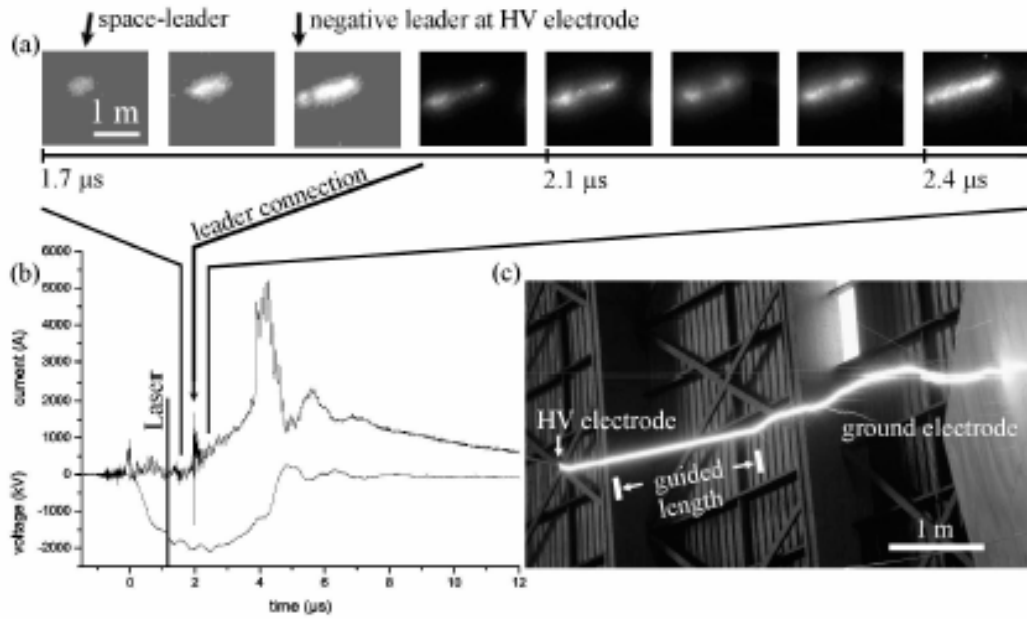 space-leader
negative leader at HV electrode
(a)
1 m
1.7 μs
2.1 μs
2.4 μs
leader connection
(b)
6000
5000
4000
3000
2000
1000
0
-1000
-2000
current (A)
voltage (kV)
Laser
0 2 4 6 8 10 12
time (μs)
(c)
HV electrode
ground electrode
guided
length
1 m